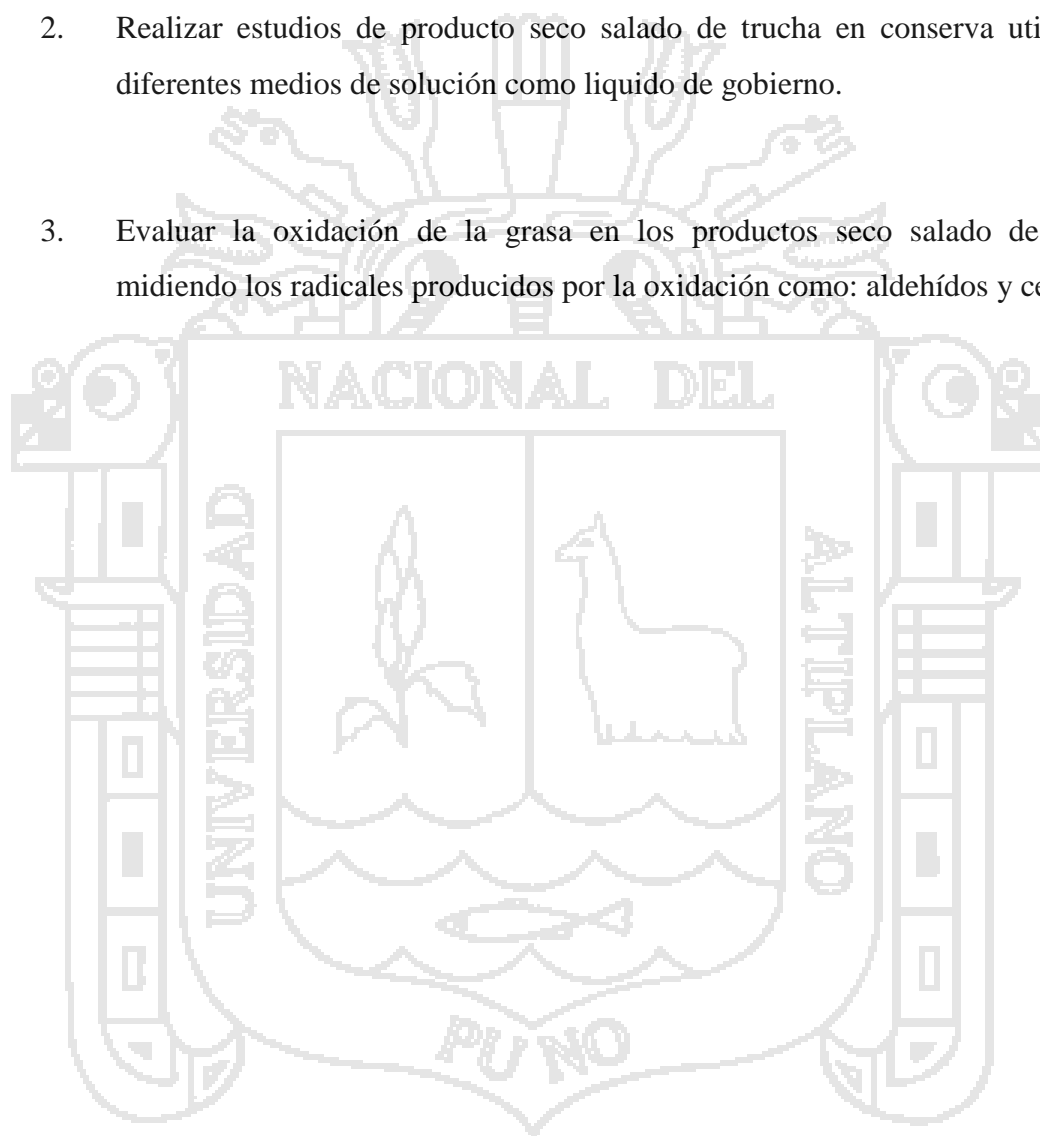 2. Realizar estudios de producto seco salado de trucha en conserva uti
diferentes medios de solución como liquido de gobierno.
3. Evaluar la oxidación de la grasa en los productos seco salado de
midiendo los radicales producidos por la oxidación como: aldehídos y ce
NACIONAL DEL
UNIVERSIDAD
ALTIPLANO
PUNO